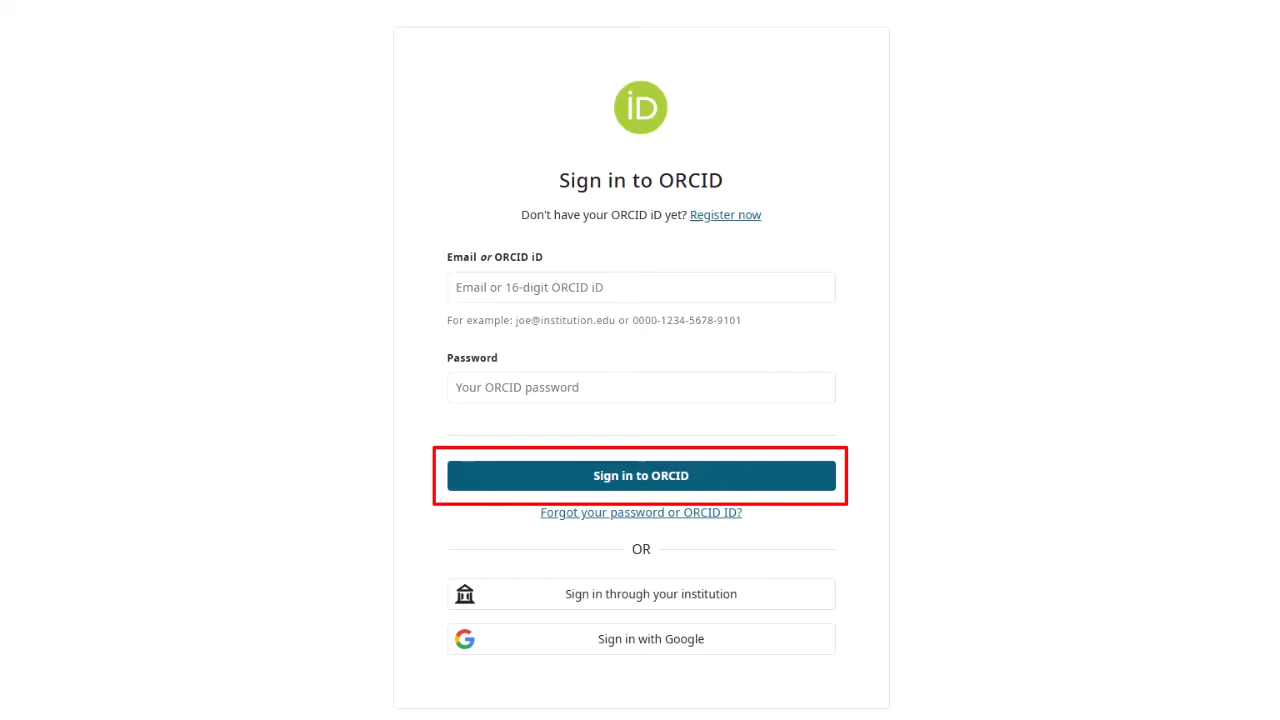 iD
Sign in to ORCID
Don't have your ORCID iD yet? Register now
Email or ORCID iD
Email or 16-digit ORCID iD
For example: joe@institution.edu or 0000-1234-5678-9101
Password
Your ORCID password
Sign in to ORCID
Forgot your password or ORCID ID?
OR
Sign in through your institution
Sign in with Google